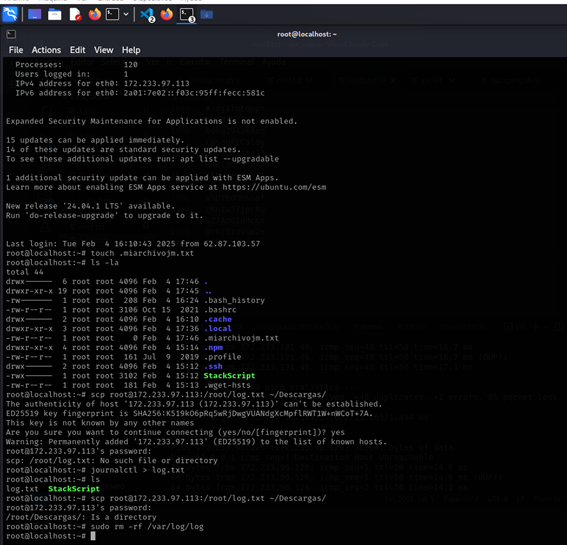 root@localhost: ~
File Actions Edit View Help
Processes: 120
Users logged in: 1
IPv4 address for eth0: 172.233.97.113
IPv6 address for eth0: 2a01:7e02::f03c:95ff:fecc:581c
Expanded Security Maintenance for Applications is not enabled.
15 updates can be applied immediately.
14 of these updates are standard security updates.
To see these additional updates run: apt list --upgradable
1 additional security update can be applied with ESM Apps.
Learn more about enabling ESM Apps service at https://ubuntu.com/esm
New release '24.04.1 LTS' available.
Run 'do-release-upgrade' to upgrade to it.
Last login: Tue Feb  4 16:10:43 2025 from 62.87.103.57
root@localhost:~# touch .miarchivojm.txt
root@localhost:~# ls -la
total 44
drwx------  6 root root 4096 Feb  4 17:46 .
drwxr-xr-x 19 root root 4096 Feb  4 17:45 ..
-rw-------  1 root root  208 Feb  4 16:24 .bash_history
-rw-r--r--  1 root root 3106 Oct 15  2021 .bashrc
drwx------  2 root root 4096 Feb  4 16:10 .cache
drwxr-xr-x  3 root root 4096 Feb  4 17:36 .local
-rw-r--r--  1 root root    0 Feb  4 17:46 .miarchivojm.txt
drwxr-xr-x  4 root root 4096 Feb  4 15:14 .npm
-rw-r--r--  1 root root  161 Jul  9  2019 .profile
drwx------  2 root root 4096 Feb  4 15:12 .ssh
-rwx------  1 root root 3102 Feb  4 15:12 StackScript
-rw-r--r--  1 root root  181 Feb  4 15:13 .wget-hsts
root@localhost:~# scp root@172.233.97.113:/root/log.txt ~/Descargas/
The authenticity of host '172.233.97.113 (172.233.97.113)' can't be established.
ED25519 key fingerprint is SHA256:K519kO6pRq5wRjDwgVUANdgXcMpflRWT1W+nWCoT+7A.
This key is not known by any other names
Are you sure you want to continue connecting (yes/no/[fingerprint])? yes
Warning: Permanently added '172.233.97.113' (ED25519) to the list of known hosts.
root@172.233.97.113's password:
scp: /root/log.txt: No such file or directory
root@localhost:~# journalctl > log.txt
root@localhost:~# ls
log.txt  StackScript
root@localhost:~# scp root@172.233.97.113:/root/log.txt ~/Descargas/
root@172.233.97.113's password:
/root/Descargas/: Is a directory
root@localhost:~# sudo rm -rf /var/log/log
root@localhost:~#